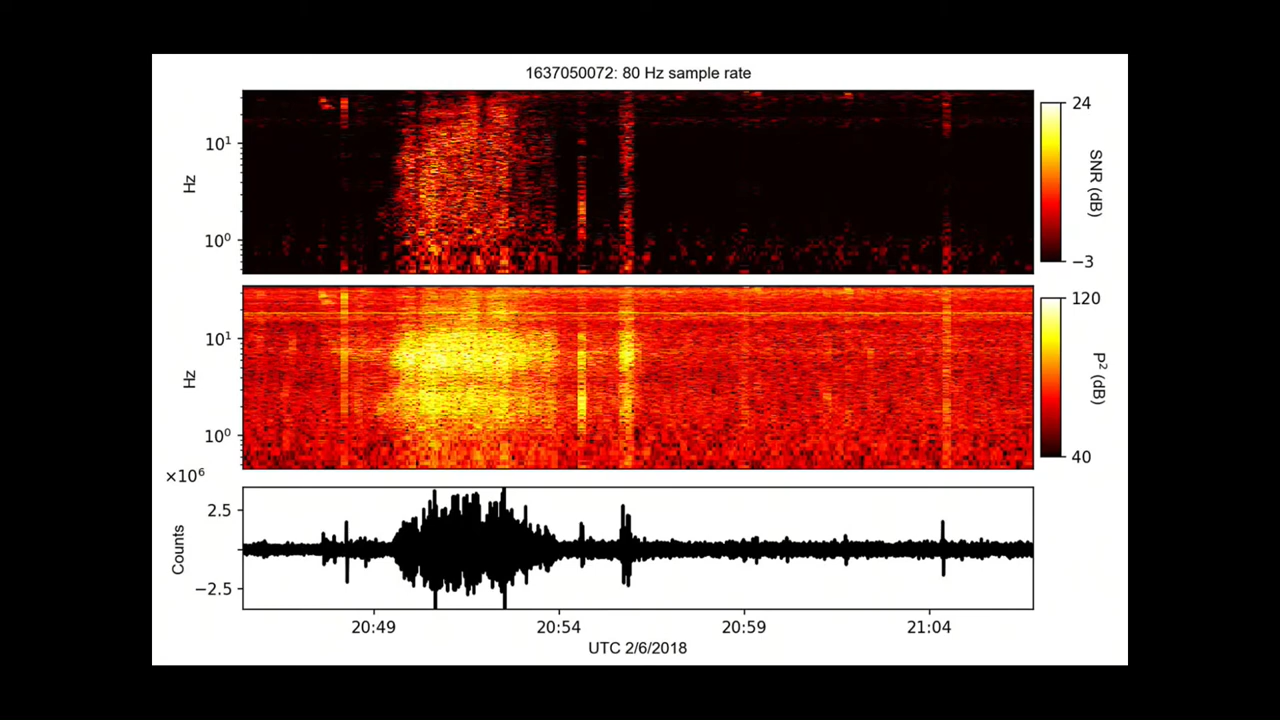 1637050072: 80 Hz sample rate
10¹
10⁰
Hz
24
−3
SNR (dB)
10¹
10⁰
Hz
120
40
P² (dB)
×10⁶
2.5
−2.5
Counts
20:49 20:54 20:59 21:04
UTC 2/6/2018